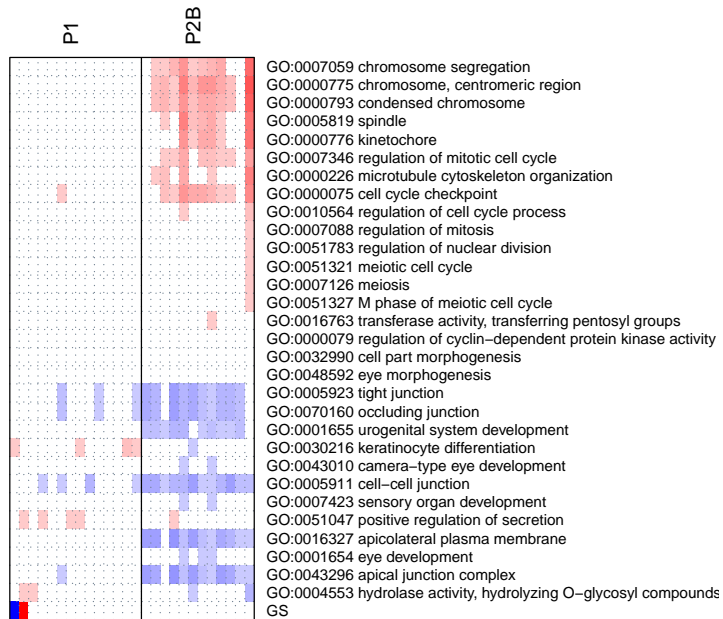 P1
P2B
GO:0007059 chromosome segregation
GO:0000775 chromosome, centromeric region
GO:0000793 condensed chromosome
GO:0005819 spindle
GO:0000776 kinetochore
GO:0007346 regulation of mitotic cell cycle
GO:0000226 microtubule cytoskeleton organization
GO:0000075 cell cycle checkpoint
GO:0010564 regulation of cell cycle process
GO:0007088 regulation of mitosis
GO:0051783 regulation of nuclear division
GO:0051321 meiotic cell cycle
GO:0007126 meiosis
GO:0051327 M phase of meiotic cell cycle
GO:0016763 transferase activity, transferring pentosyl groups
GO:0000079 regulation of cyclin−dependent protein kinase activity
GO:0032990 cell part morphogenesis
GO:0048592 eye morphogenesis
GO:0005923 tight junction
GO:0070160 occluding junction
GO:0001655 urogenital system development
GO:0030216 keratinocyte differentiation
GO:0043010 camera−type eye development
GO:0005911 cell−cell junction
GO:0007423 sensory organ development
GO:0051047 positive regulation of secretion
GO:0016327 apicolateral plasma membrane
GO:0001654 eye development
GO:0043296 apical junction complex
GO:0004553 hydrolase activity, hydrolyzing O−glycosyl compounds
GS